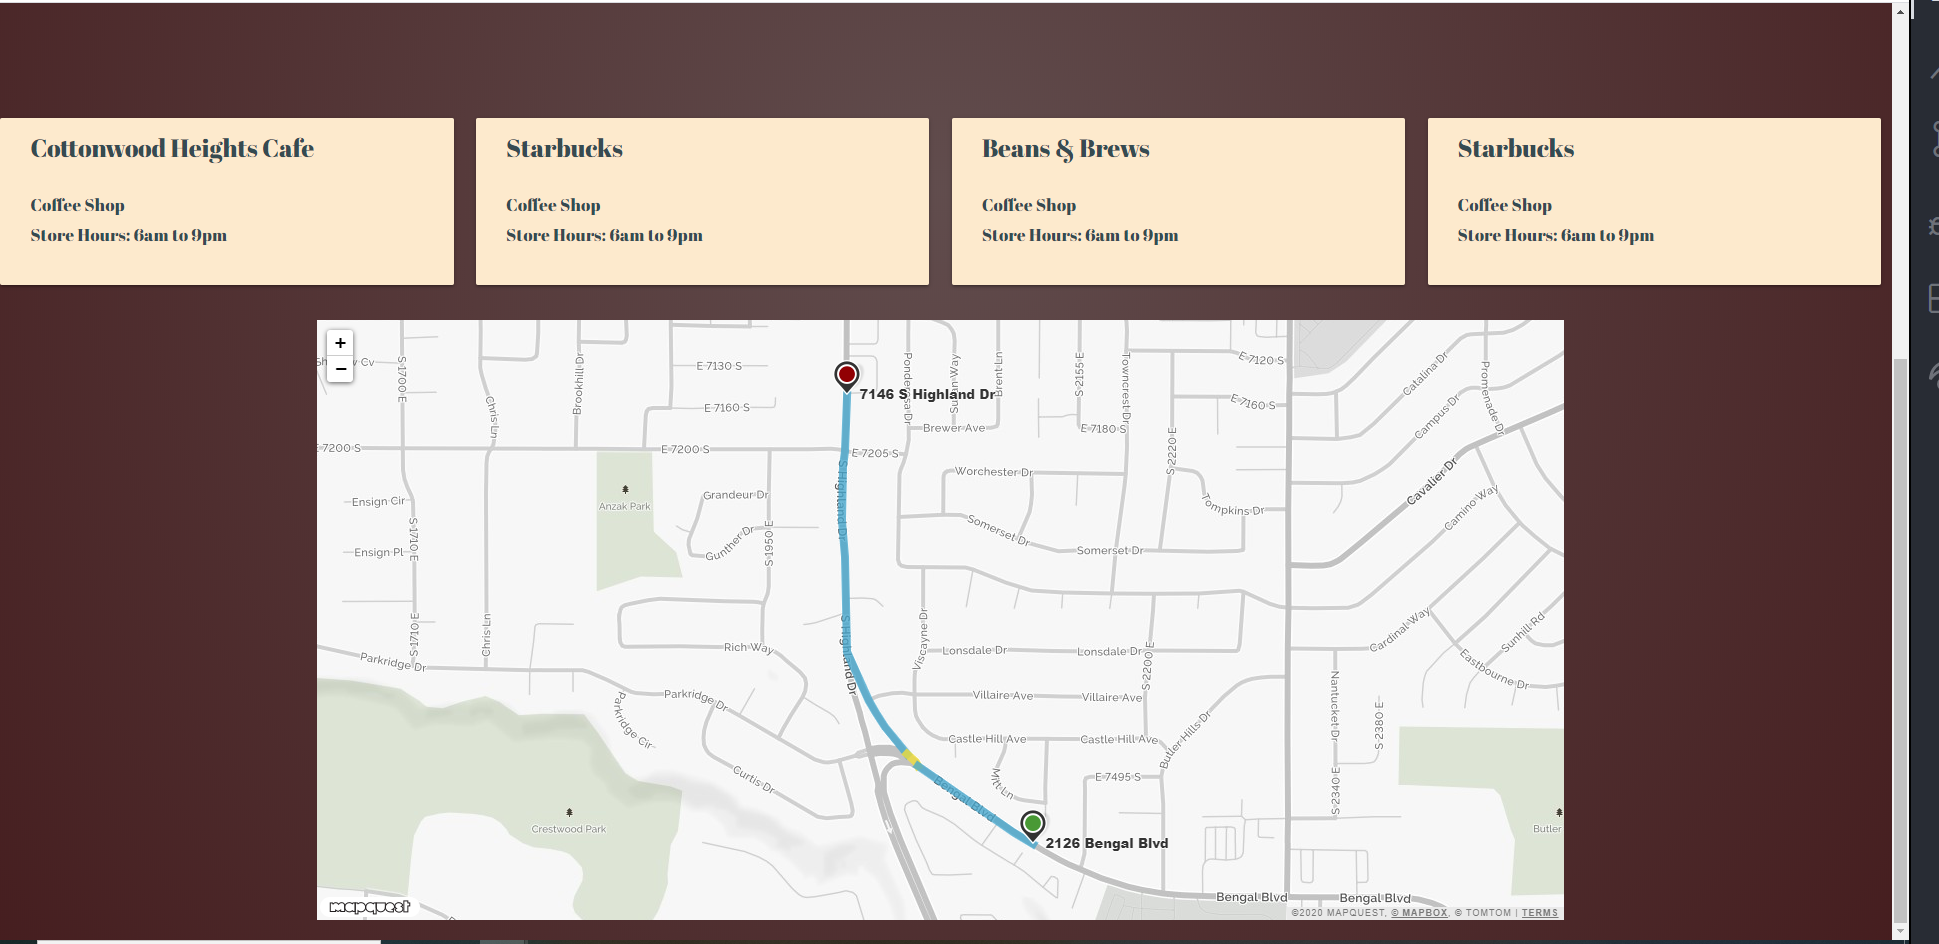 Cottonwood Heights Cafe
Coffee Shop
Store Hours: 6am to 9pm
Starbucks
Coffee Shop
Store Hours: 6am to 9pm
Beans & Brews
Coffee Shop
Store Hours: 6am to 9pm
Starbucks
Coffee Shop
Store Hours: 6am to 9pm
+
−
Cv
S 1700 E
Chris Ln
Brookhill Dr
E 7130 S
E 7160 S
7146 S Highland Dr
Ponderosa Dr
Susan Way
Brent Ln
S 2155 E
Towncrest Dr
E 7120 S
E 7160 S
Catalina Dr
Campus Dr
Promenade Dr
Brewer Ave
E 7180 S
E 7200 S
E 7200 S
E 7205 S
S 2220 E
Worchester Dr
Cavalier Dr
Camino Way
Anzak Park
Grandeur Dr
Gunther Dr
S 1950 E
S Highland Dr
Tompkins Dr
Ensign Cir
Ensign Pl
S 1710 E
Somerset Dr
Somerset Dr
S 1710 E
Chris Ln
S Highland Dr
Viscayne Dr
Rich Way
Lonsdale Dr
Lonsdale Dr
S 2200 E
Cardinal Way
Sunhill Rd
Eastbourne Dr
Parkridge Dr
Parkridge Dr
Parkridge Cir
Villaire Ave
Villaire Ave
Nantucket Dr
S 2380 E
Castle Hill Ave
Castle Hill Ave
Butler Hills Dr
Curtis Dr
Bengal Blvd
Mitt Ln
E 7495 S
S 2340 E
Crestwood Park
2126 Bengal Blvd
Butler
Bengal Blvd
Bengal Blvd
mapquest
©2020 MAPQUEST, © MAPBOX, © TOMTOM | TERMS